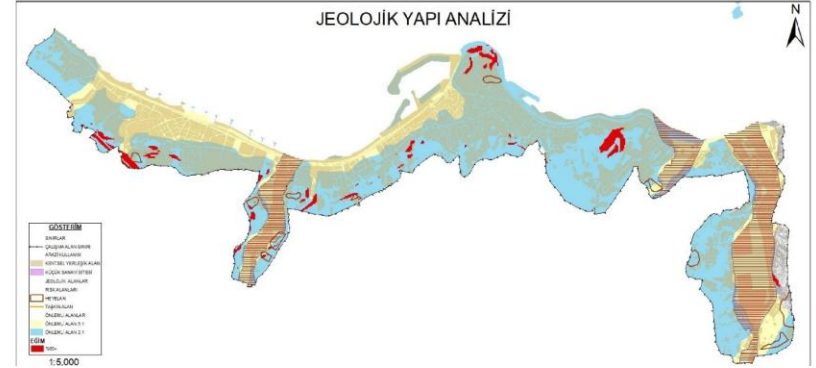 JEOLOJİK YAPI ANALİZİ
N
GÖSTERİM
SINIRLAR
ÇALIŞMA ALANI SINIRI
ARAZİ KULLANIMI
KENTSEL YERLEŞİK ALAN
KÜÇÜK SANAYİ SİTESİ
JEOLOJİK ALANLAR
RİSK ALANLARI
HEYELAN
TAŞKIN ALANI
ÖNLEMLİ ALANLAR
ÖNLEMLİ ALAN 5.1
ÖNLEMLİ ALAN 2.1
EĞİM
1:5.000